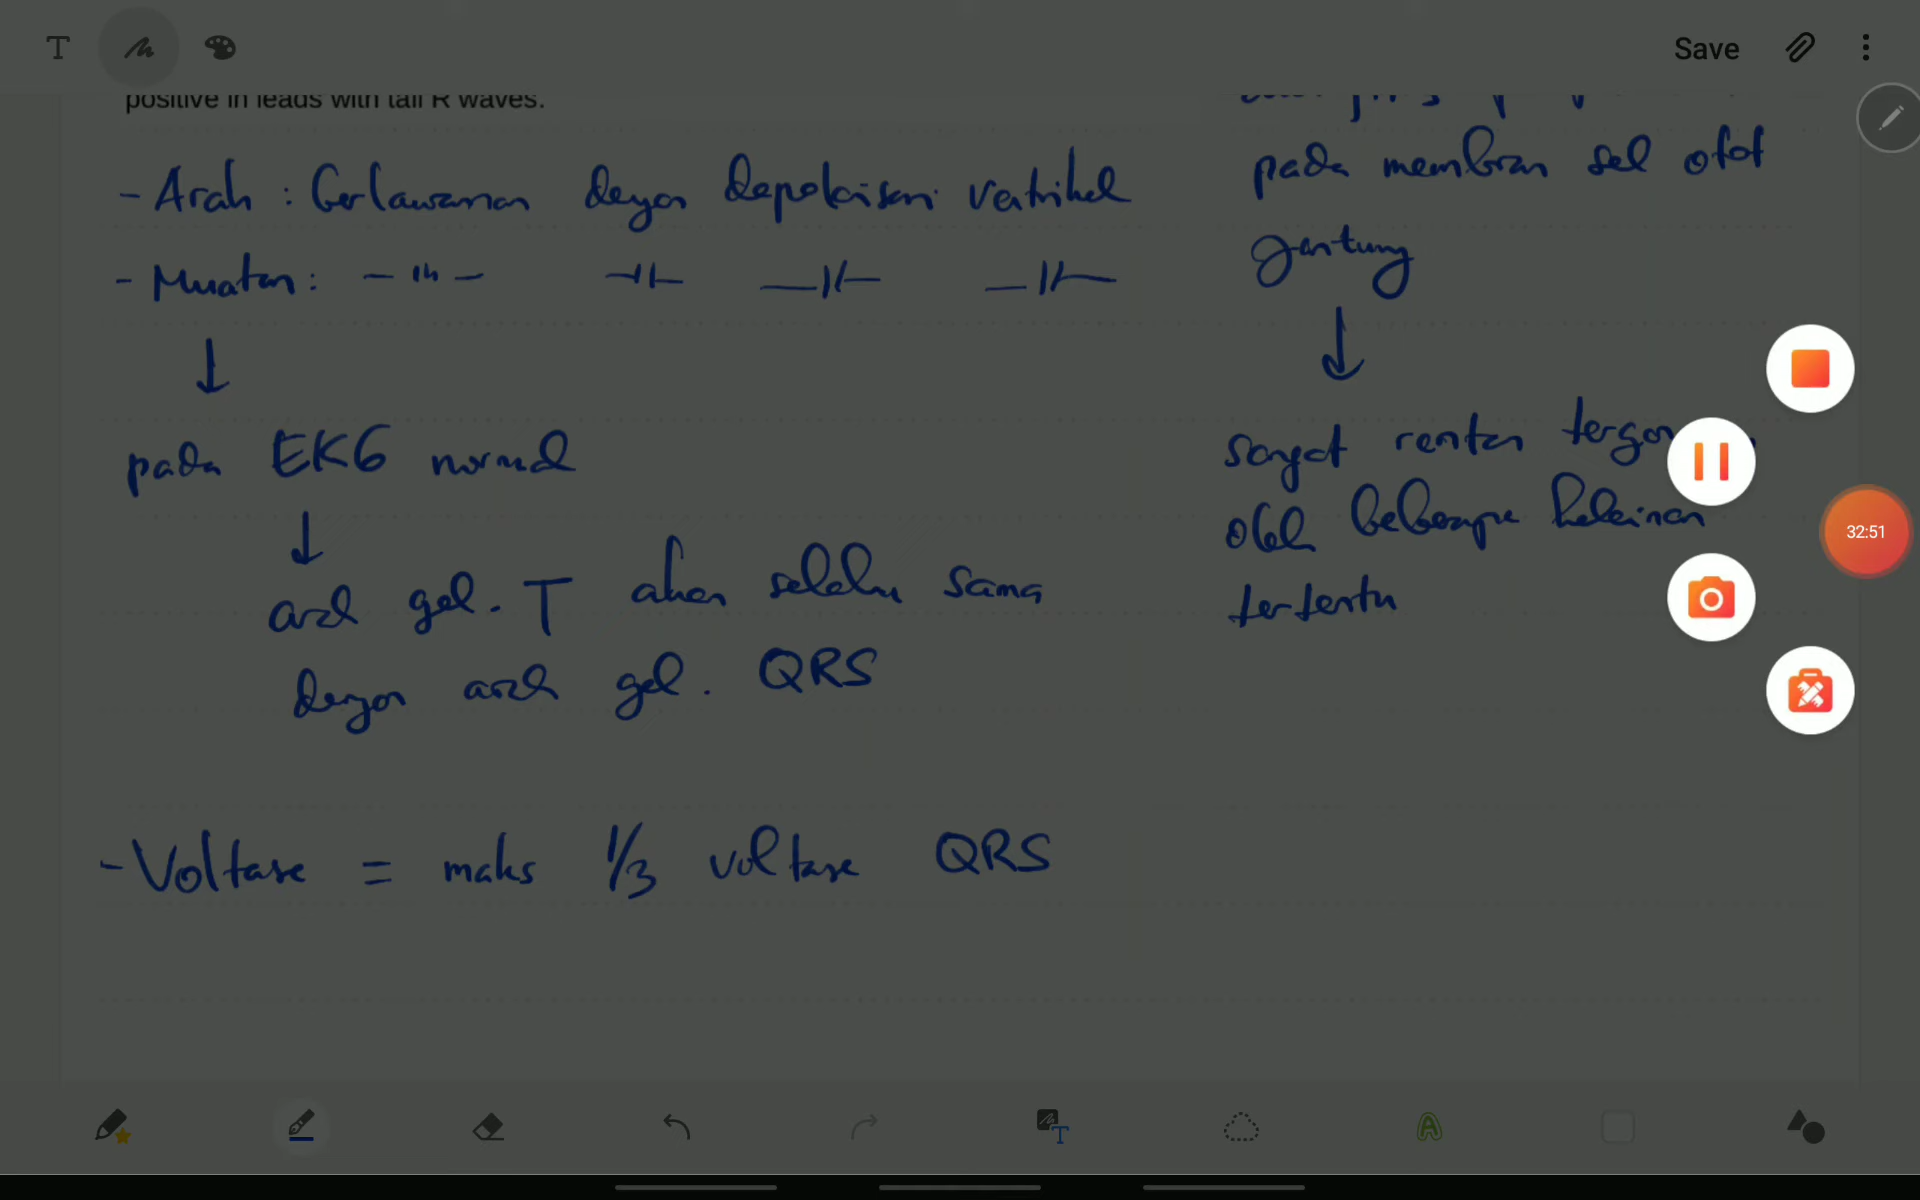 Save
positive in leads with tall R waves.
- Arah : berlawanan dengan depolarisasi ventrikel
- Muatan : - "" - -||- -||- -||-
↓
pada EKG normal
↓
arah gel. T akan selalu sama
dengan arah gel. QRS
- Voltase = maks 1/3 voltase QRS
pada membran sel otot
jantung
↓
sangat rentan
oleh beberapa kelainan
tertentu
32:51